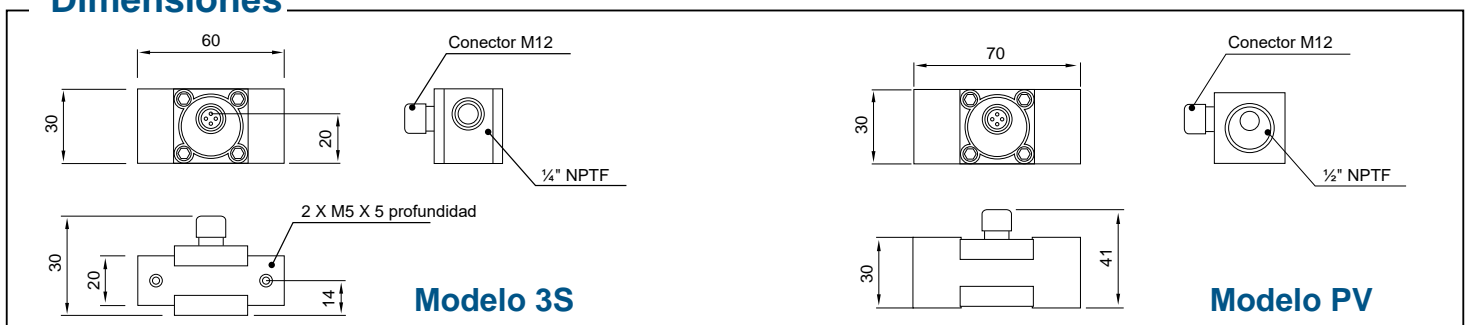 Dimensiones
60
Conector M12
30
20
¼" NPTF
2 X M5 X 5 profundidad
30
20
14
Modelo 3S
70
Conector M12
30
½" NPTF
30
41
Modelo PV